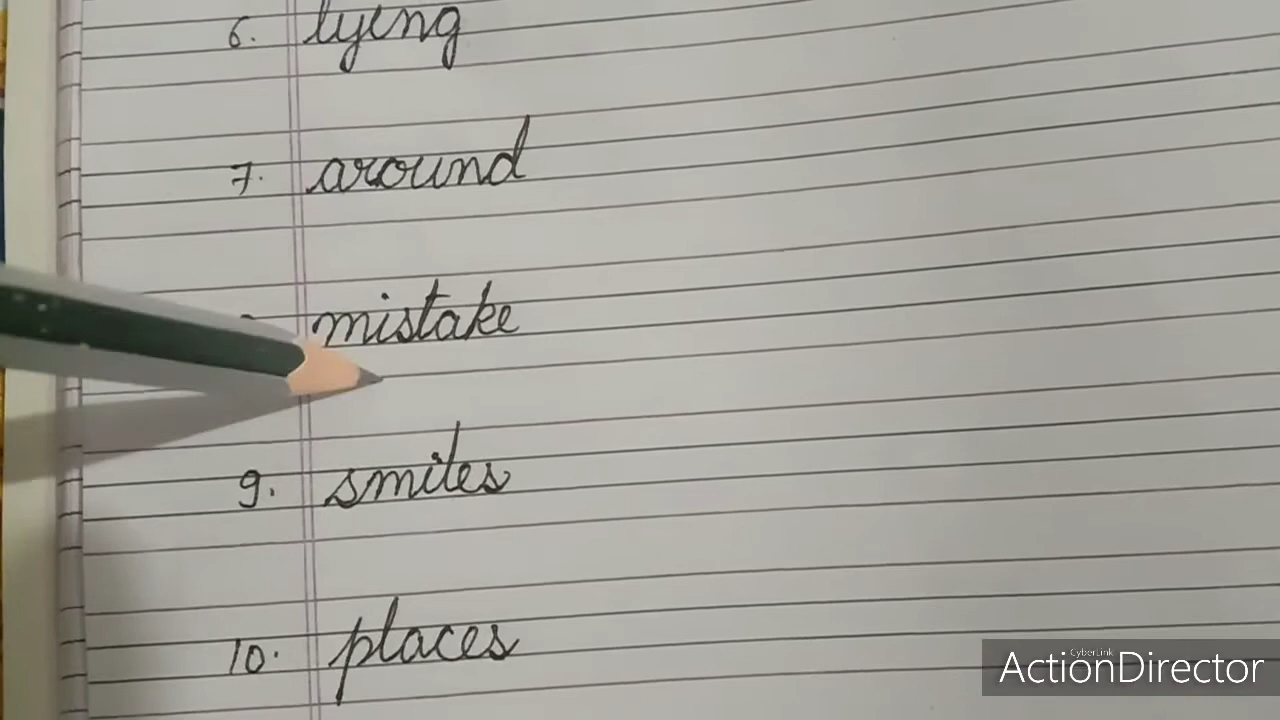 6. lying
7. around
mistake
9. smiles
10. places
CyberLink
ActionDirector